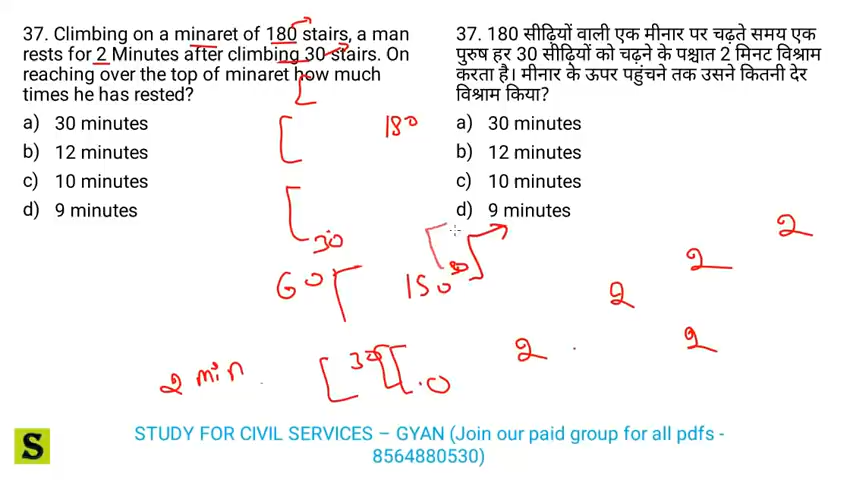 37. Climbing on a minaret of 180 stairs, a man
rests for 2 Minutes after climbing 30 stairs. On
reaching over the top of minaret how much
times he has rested?
a) 30 minutes
b) 12 minutes
c) 10 minutes
d) 9 minutes
37. 180 सीढ़ियों वाली एक मीनार पर चढ़ते समय एक
पुरुष हर 30 सीढ़ियों को चढ़ने के पश्चात 2 मिनट विश्राम
करता है। मीनार के ऊपर पहुंचने तक उसने कितनी देर
विश्राम किया?
a) 30 minutes
b) 12 minutes
c) 10 minutes
d) 9 minutes
180
30
60
150
30
2 min
30
.0
2
2
2
2
2
S
STUDY FOR CIVIL SERVICES – GYAN (Join our paid group for all pdfs -
8564880530)